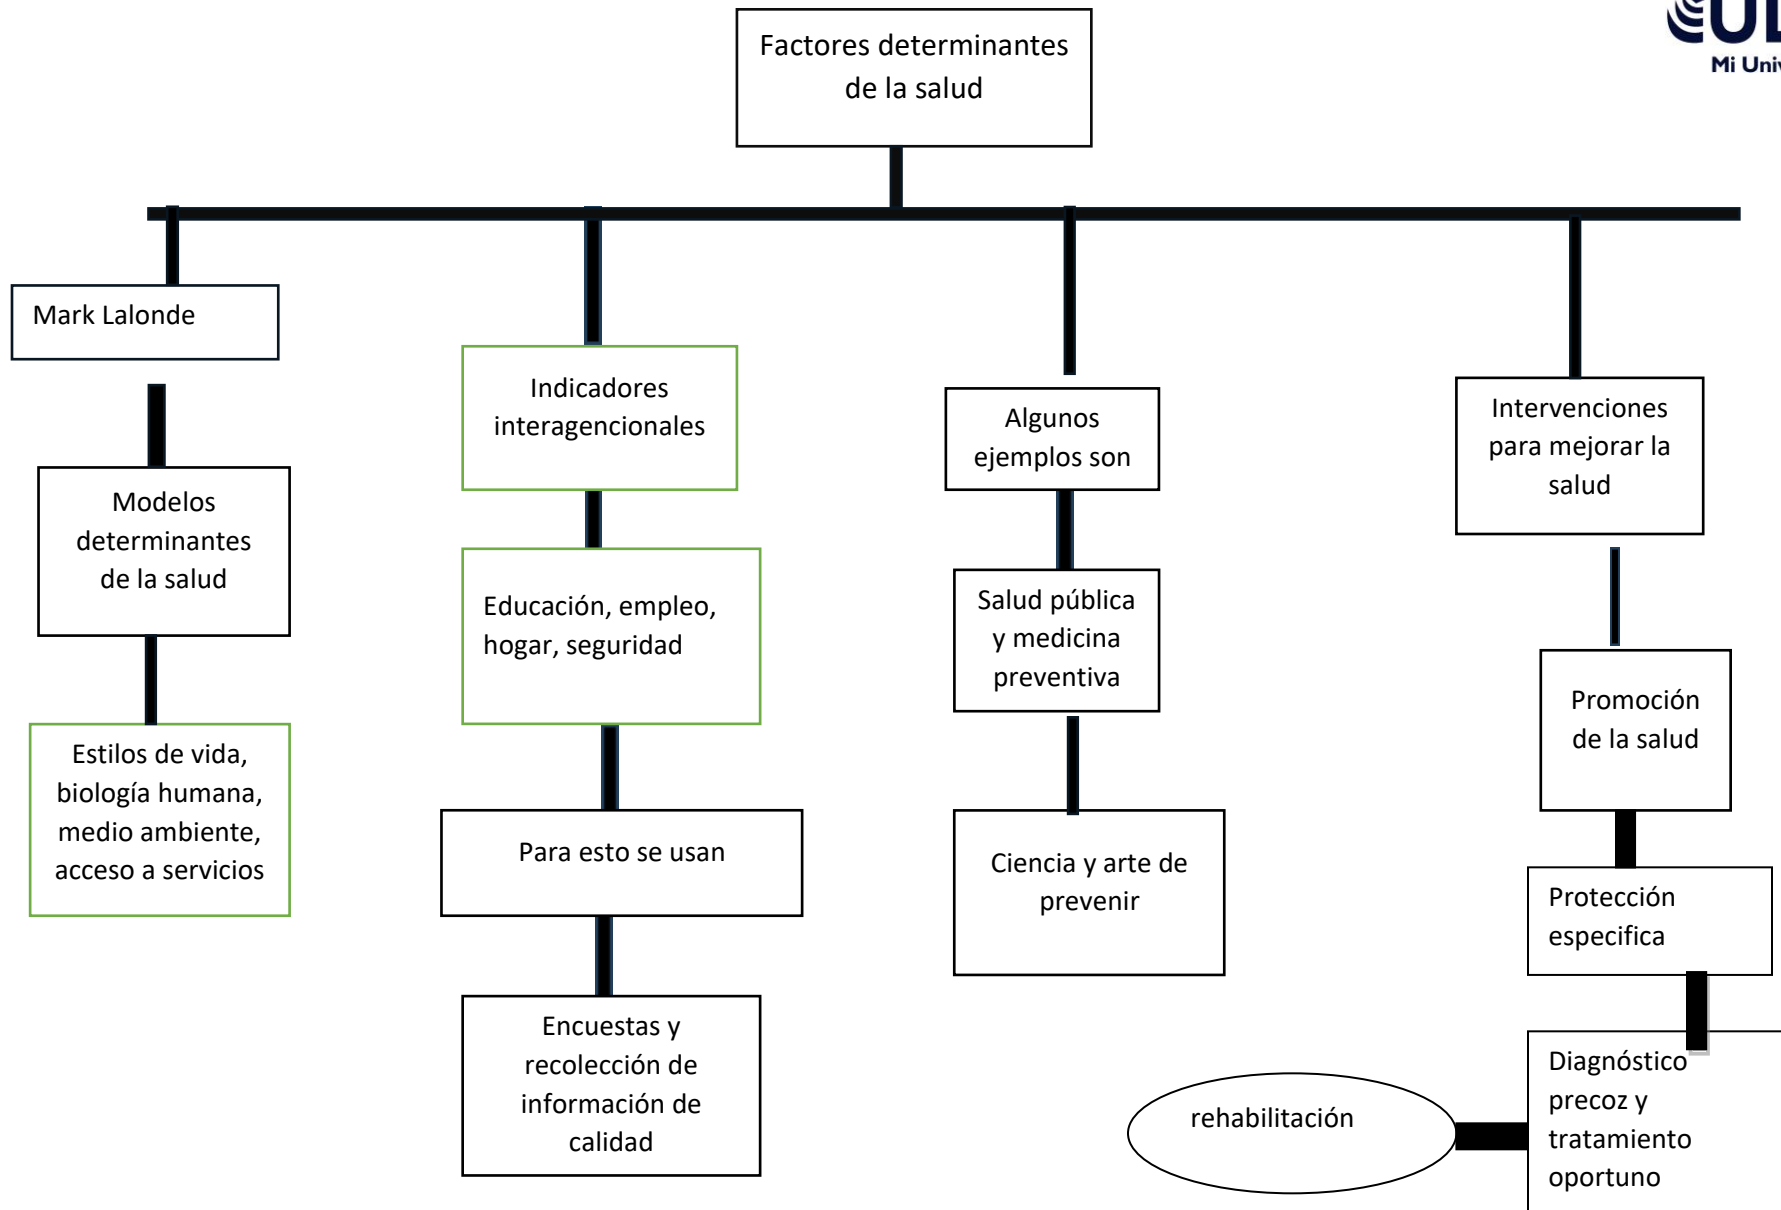 Factores determinantes
de la salud
Mark Lalonde
Modelos
determinantes
de la salud
Estilos de vida,
biología humana,
medio ambiente,
acceso a servicios
Indicadores
interagencionales
Educación, empleo,
hogar, seguridad
Para esto se usan
Encuestas y
recolección de
información de
calidad
Algunos
ejemplos son
Salud pública
y medicina
preventiva
Ciencia y arte de
prevenir
Intervenciones
para mejorar la
salud
Promoción
de la salud
Protección
especifica
Diagnóstico
precoz y
tratamiento
oportuno
rehabilitación
Mi